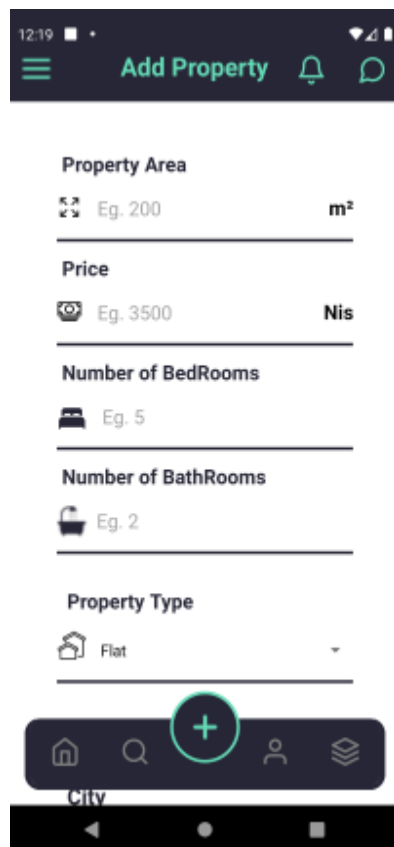 12:19
Add Property
Property Area
Eg. 200 m²
Price
Eg. 3500 Nis
Number of BedRooms
Eg. 5
Number of BathRooms
Eg. 2
Property Type
Flat
City